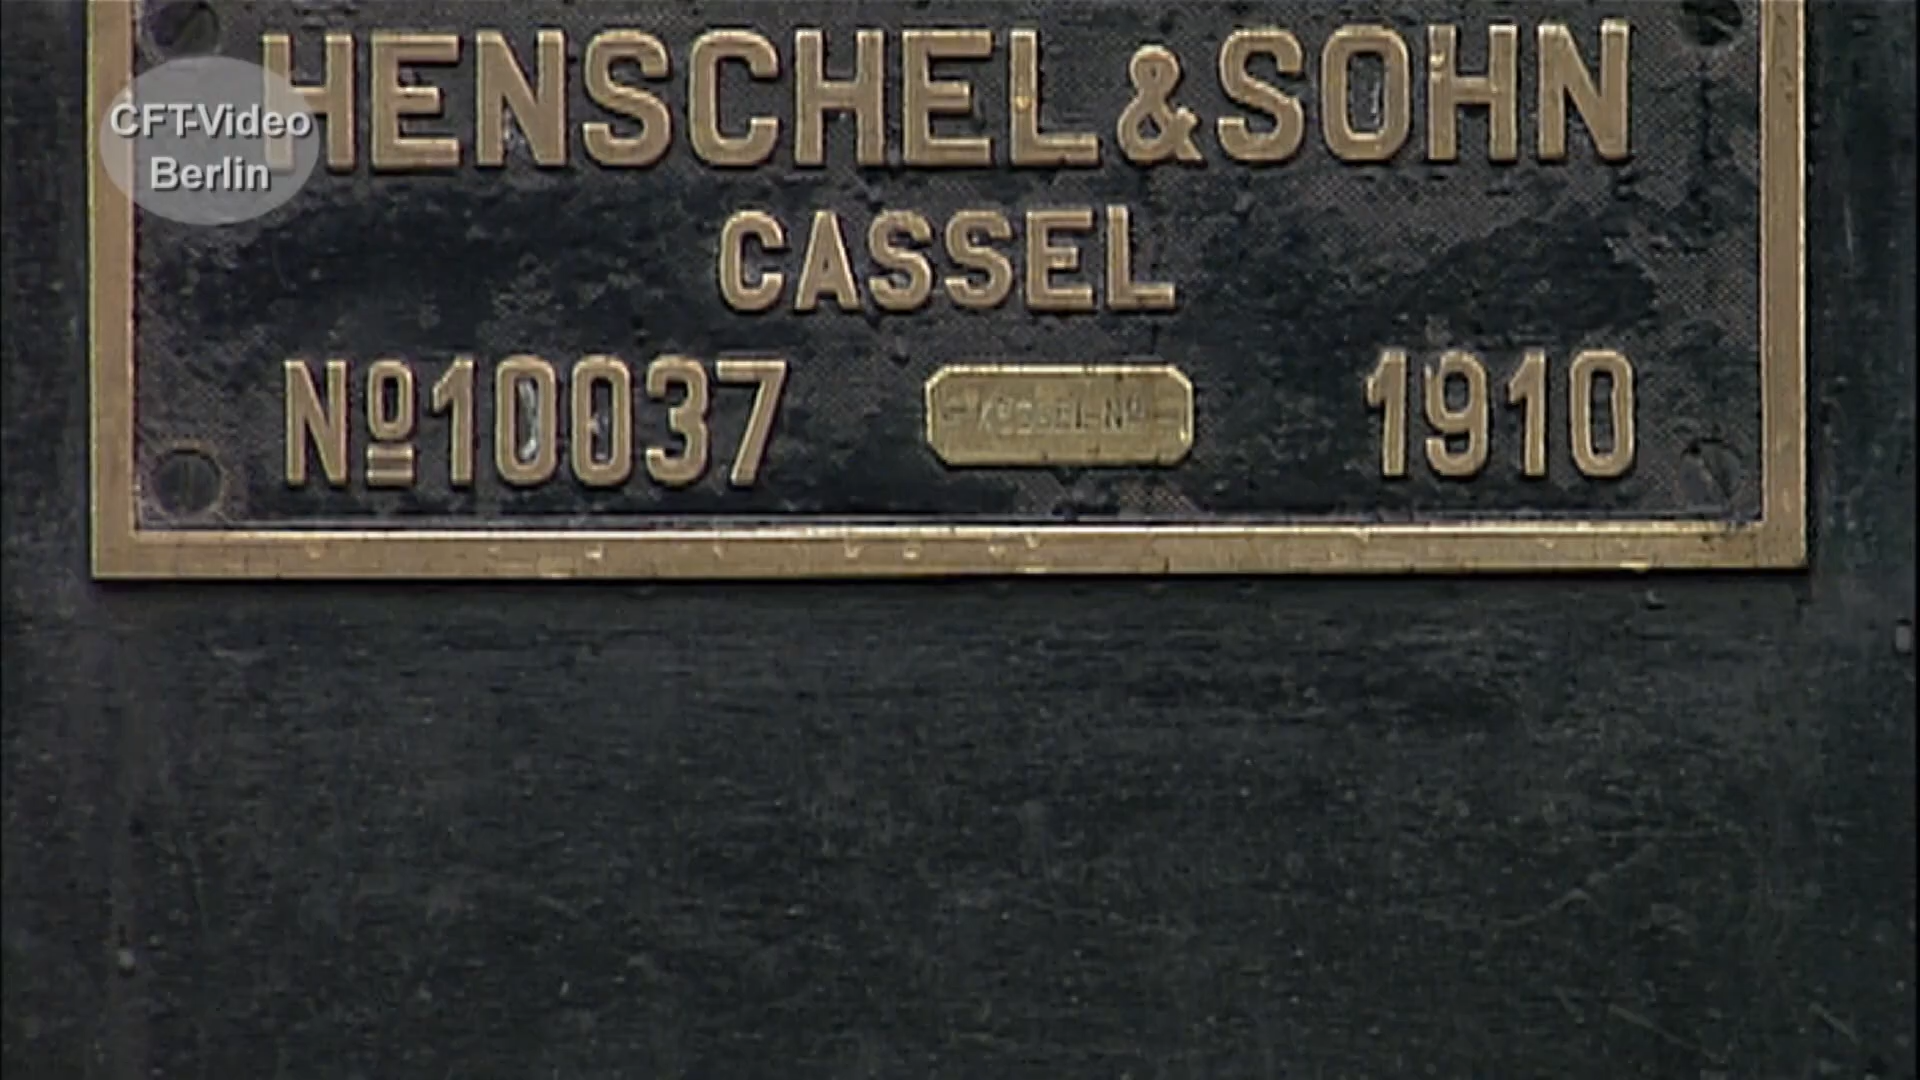 HENSCHEL & SOHN
CFT-Video
Berlin
CASSEL
Nº 10037
1910